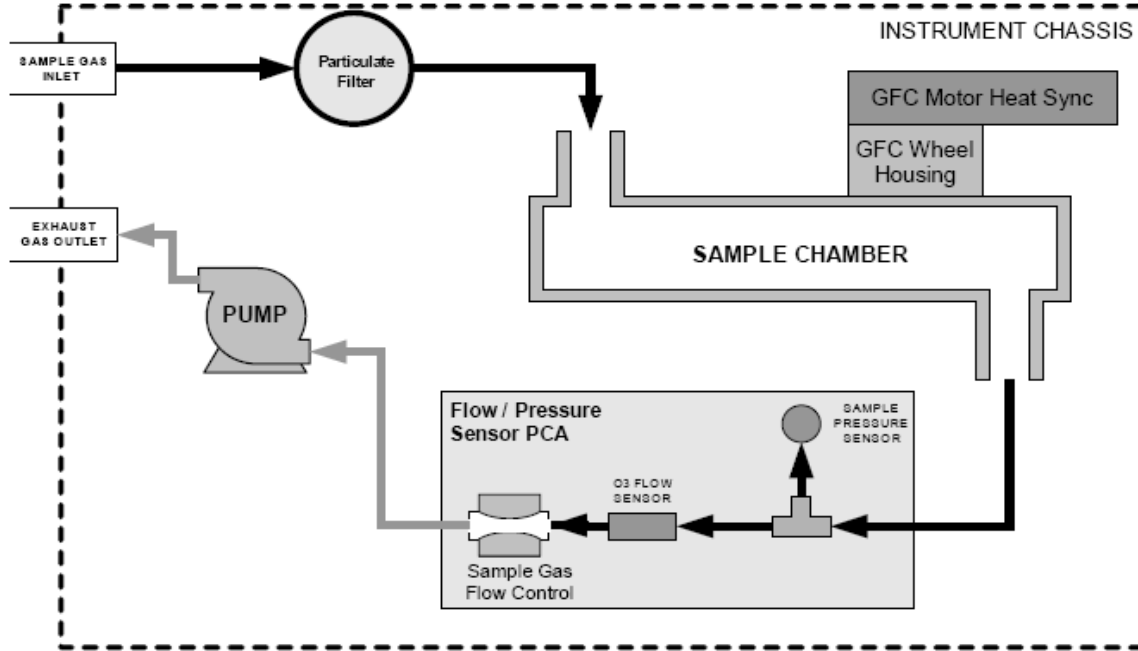 INSTRUMENT CHASSIS
SAMPLE GAS
INLET
Particulate
Filter
GFC Motor Heat Sync
GFC Wheel
Housing
EXHAUST
GAS OUTLET
SAMPLE CHAMBER
PUMP
Flow / Pressure
Sensor PCA
SAMPLE
PRESSURE
SENSOR
O3 FLOW
SENSOR
Sample Gas
Flow Control